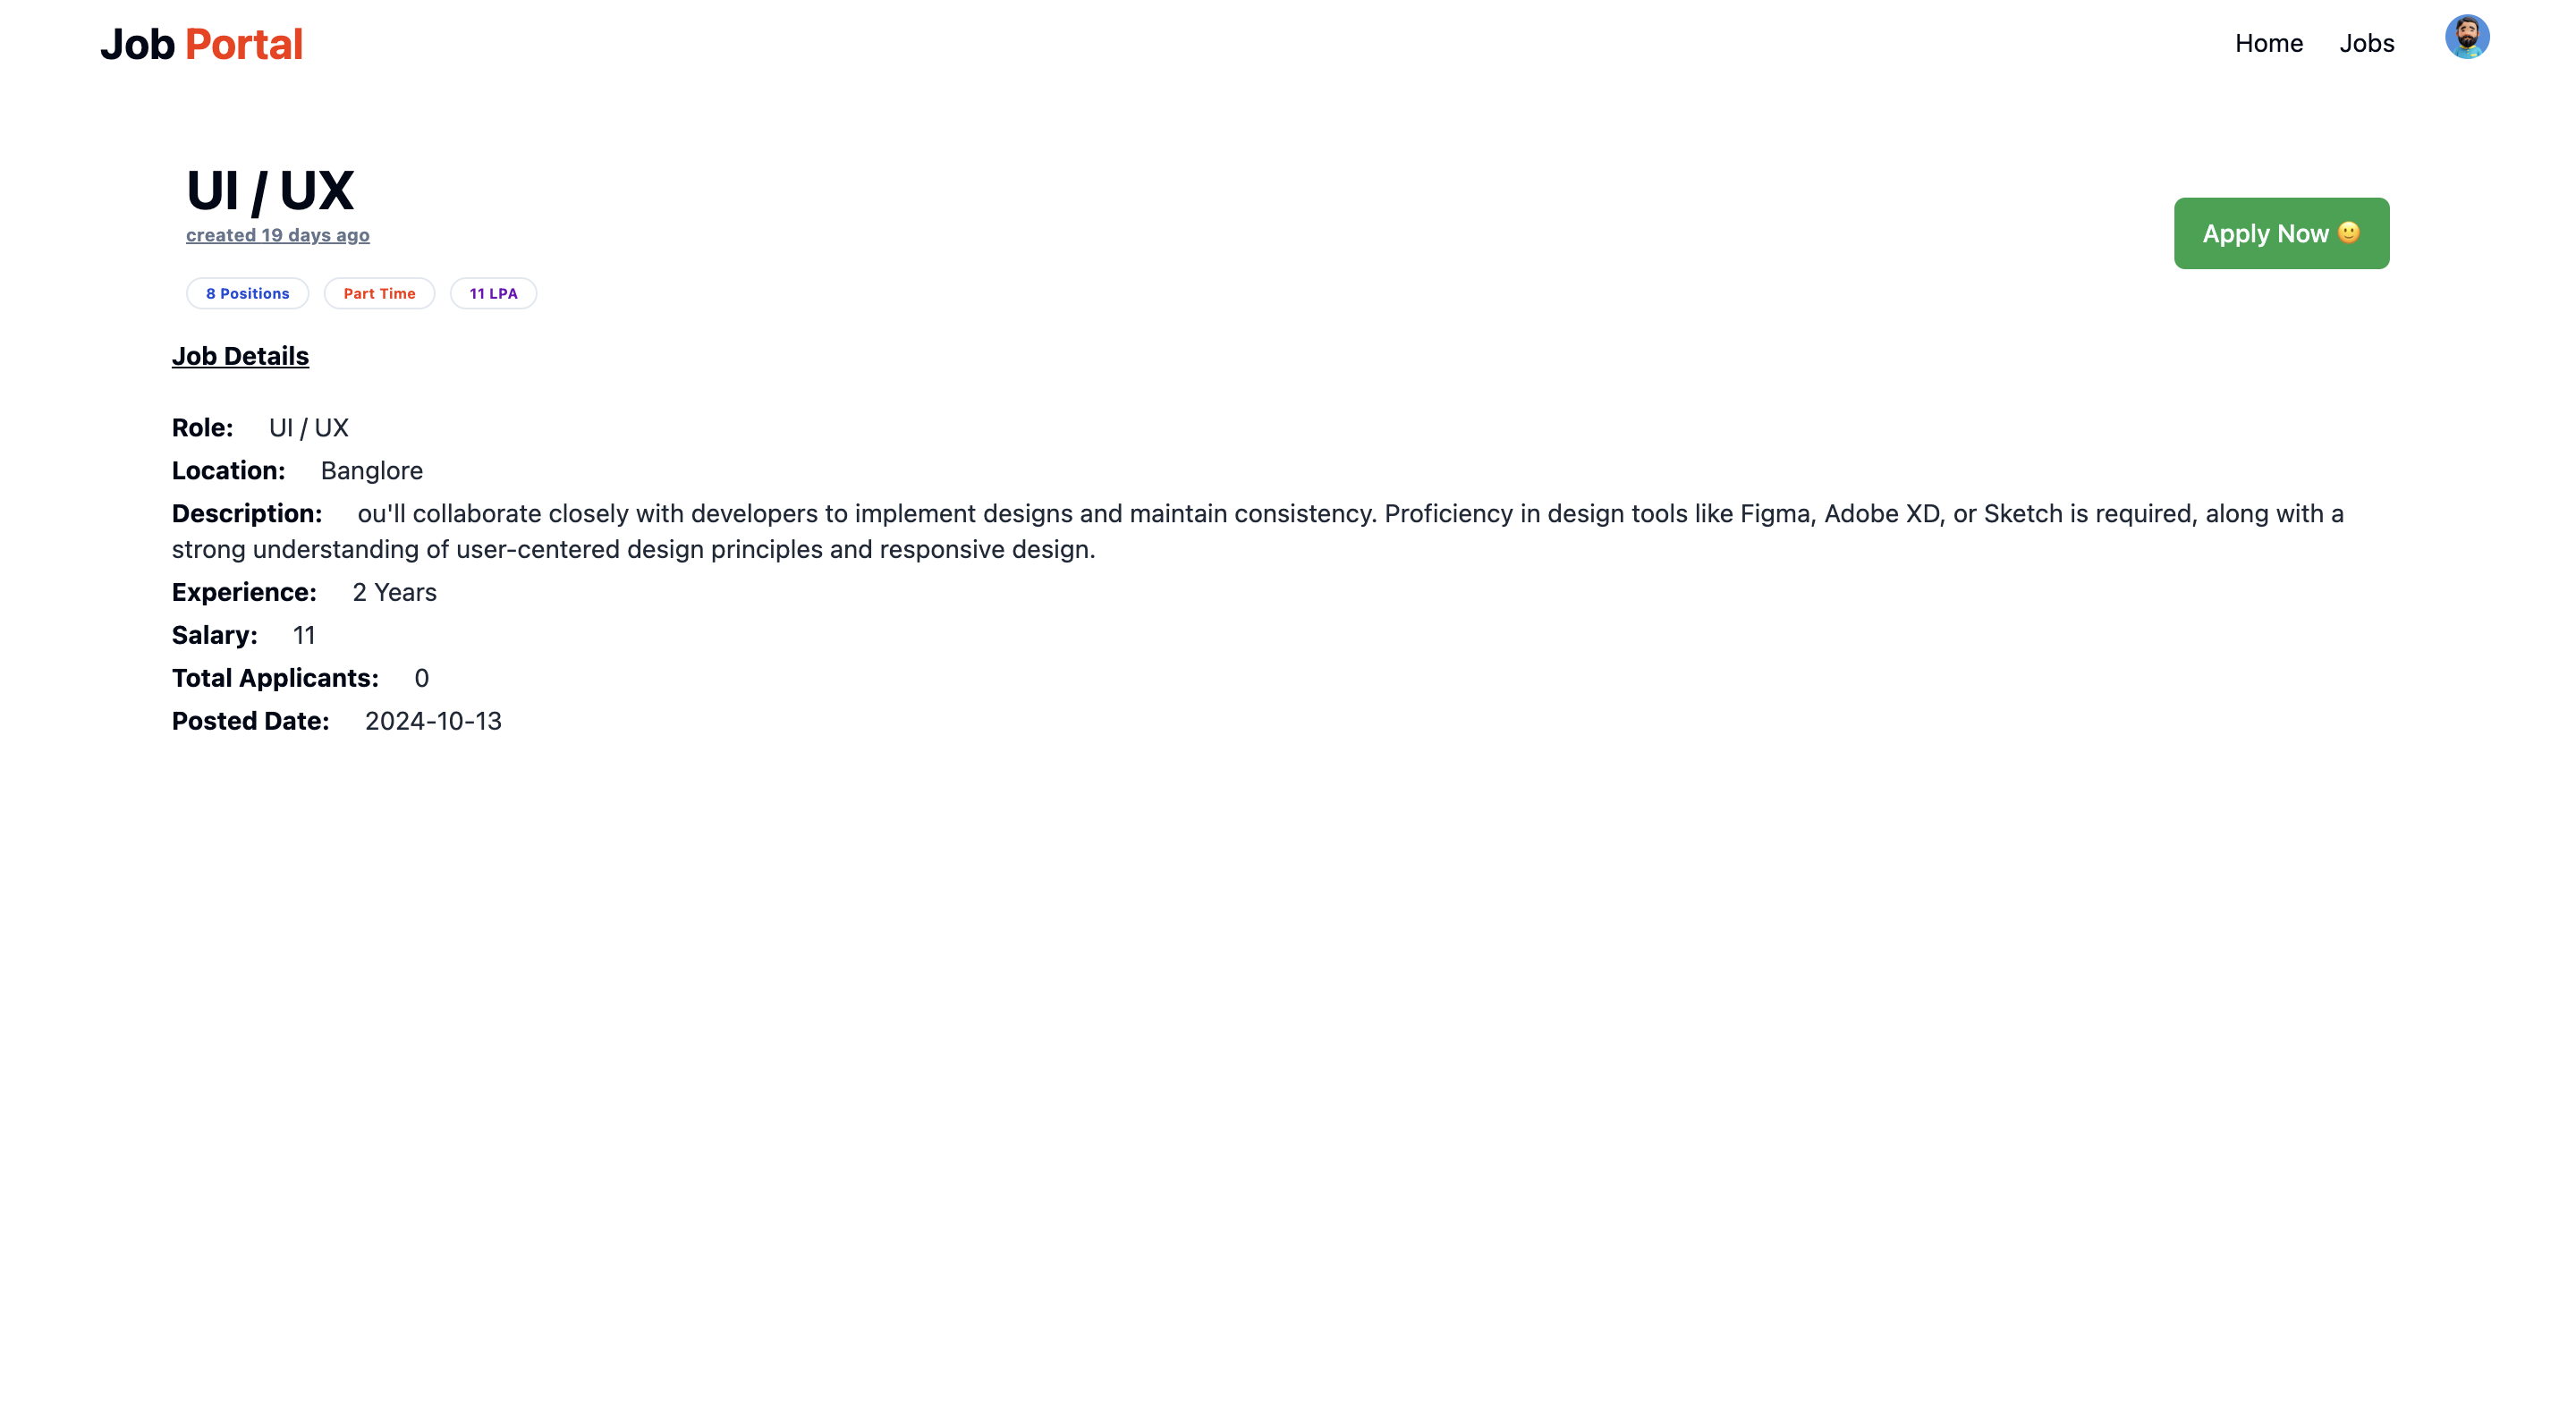 Job Portal
Home Jobs
UI / UX
created 19 days ago
Apply Now 🙂
8 Positions Part Time 11 LPA
Job Details
Role: UI / UX
Location: Banglore
Description: ou'll collaborate closely with developers to implement designs and maintain consistency. Proficiency in design tools like Figma, Adobe XD, or Sketch is required, along with a
strong understanding of user-centered design principles and responsive design.
Experience: 2 Years
Salary: 11
Total Applicants: 0
Posted Date: 2024-10-13